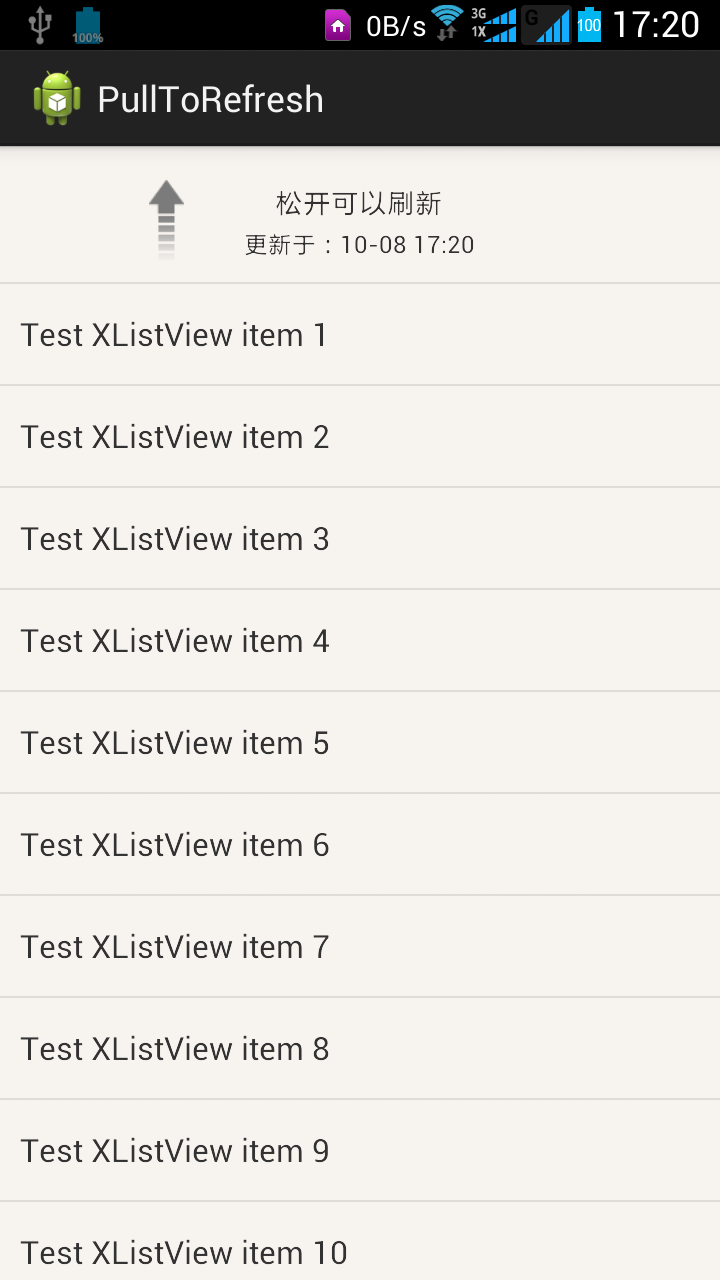 100% 0B/s 3G 1X G 100 17:20
PullToRefresh
松开可以刷新
更新于：10-08 17:20
Test XListView item 1
Test XListView item 2
Test XListView item 3
Test XListView item 4
Test XListView item 5
Test XListView item 6
Test XListView item 7
Test XListView item 8
Test XListView item 9
Test XListView item 10